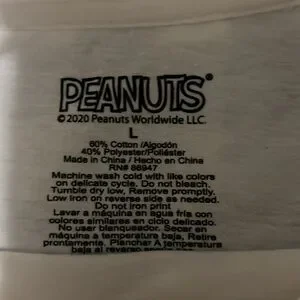 PEANUTS®
©2020 Peanuts Worldwide LLC.
L
60% Cotton /Algodón
40% Polyester/Poliéster
Made in China / Hecho en China
RN# 86947
Machine wash cold with like colors
on delicate cycle. Do not bleach.
Tumble dry low, Remove promptly.
Low iron on reverse side as needed.
Do not iron print
Lavar a máquina en agua fría con
colores similares en ciclo delicado.
No usar blanqueador. Secar en
máquina a temperatura baja, Retire
prontamente. Planchar A temperatura
baja al reverso